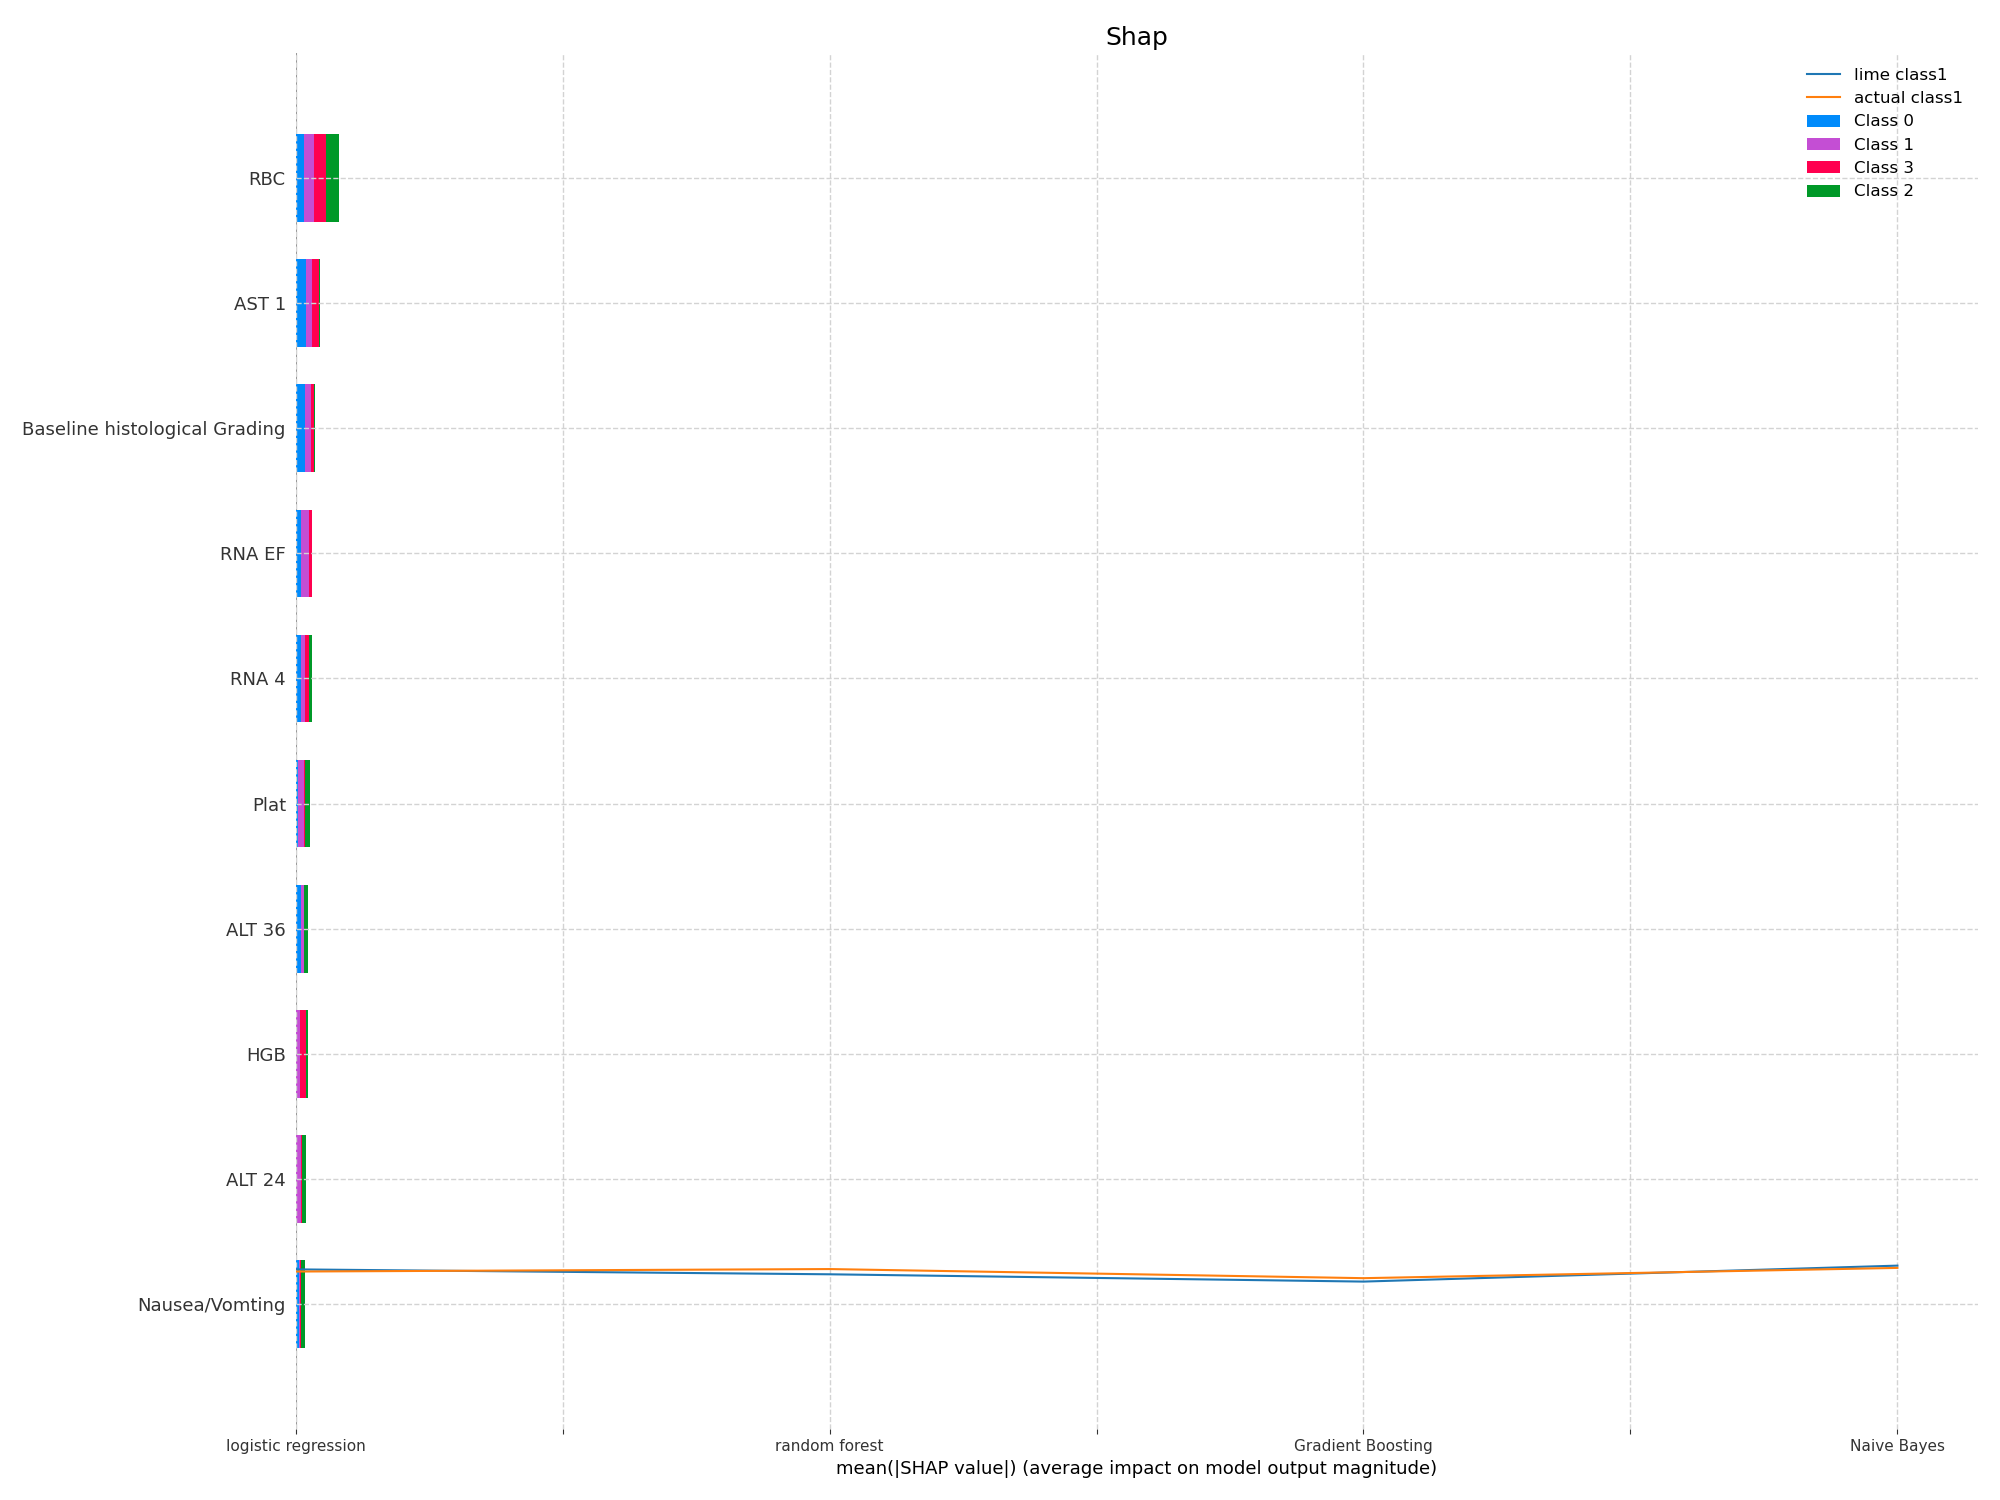 Shap
lime class1
actual class1
Class 0
Class 1
Class 3
Class 2
RBC
AST 1
Baseline histological Grading
RNA EF
RNA 4
Plat
ALT 36
HGB
ALT 24
Nausea/Vomting
logistic regression
random forest
Gradient Boosting
Naive Bayes
mean(|SHAP value|) (average impact on model output magnitude)